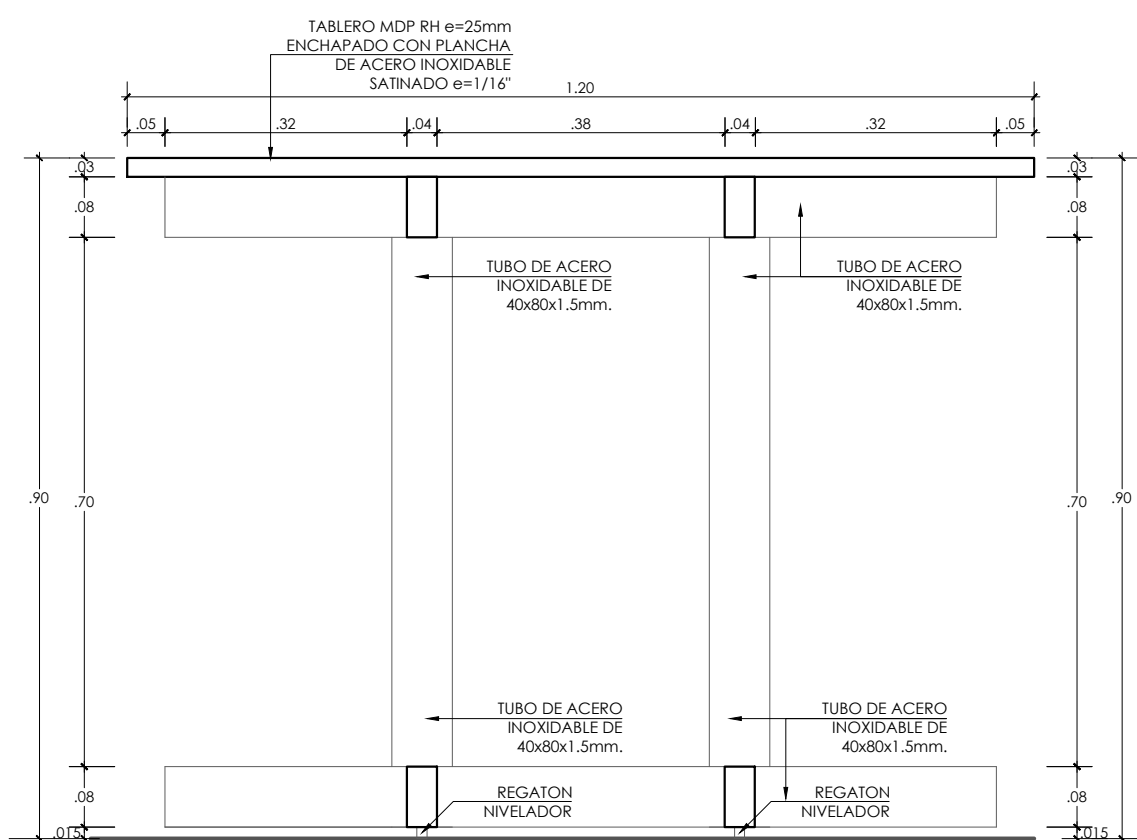 TABLERO MDP RH e=25mm
ENCHAPADO CON PLANCHA
DE ACERO INOXIDABLE
SATINADO e=1/16"
1.20
.05
.32
.04
.38
.04
.32
.05
.03
.03
.08
.08
TUBO DE ACERO
INOXIDABLE DE
40x80x1.5mm.
TUBO DE ACERO
INOXIDABLE DE
40x80x1.5mm.
.90
.70
.70
.90
TUBO DE ACERO
INOXIDABLE DE
40x80x1.5mm.
TUBO DE ACERO
INOXIDABLE DE
40x80x1.5mm.
.08
REGATON
NIVELADOR
REGATON
NIVELADOR
.08
.015
.015